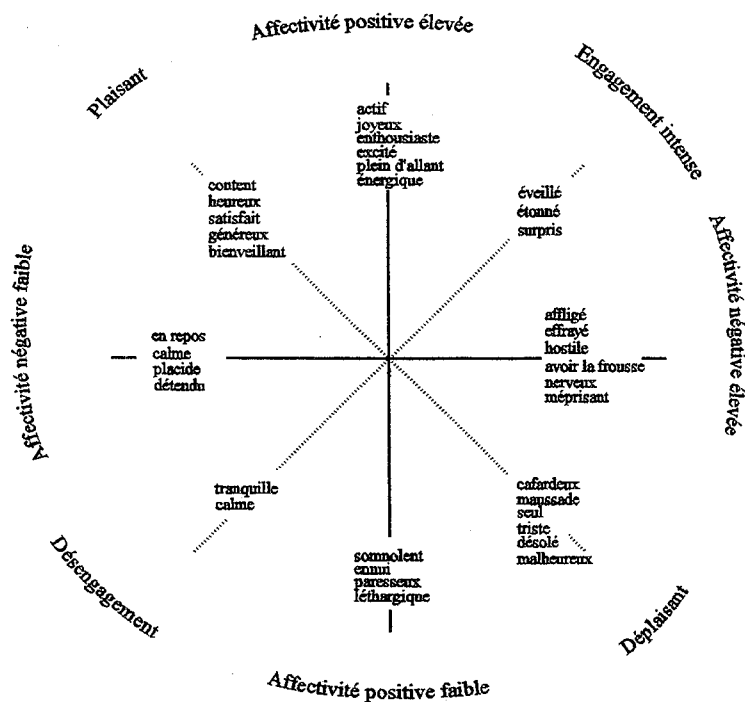 Affectivité positive élevée
Plaisant
Engagement intense
actif
joyeux
enthousiaste
excité
plein d'allant
énergique
content
heureux
satisfait
généreux
bienveillant
éveillé
étonné
surpris
Affectivité négative faible
en repos
calme
placide
détendu
affligé
effrayé
hostile
avoir la frousse
nerveux
méprisant
Affectivité négative élevée
tranquille
calme
cafardeux
maussade
seul
triste
désolé
malheureux
somnolent
ennui
paresseux
léthargique
Désengagement
Déplaisant
Affectivité positive faible